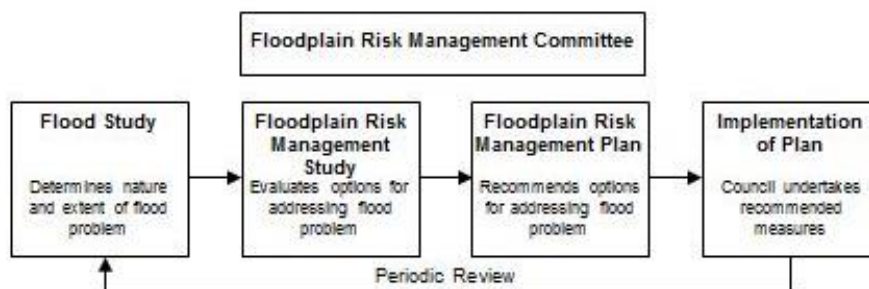 Floodplain Risk Management Committee
Flood Study
Determines nature
and extent of flood
problem
Floodplain Risk
Management
Study
Evaluates options for
addressing flood
problem
Floodplain Risk
Management Plan
Recommends options
for addressing flood
problem
Implementation
of Plan
Council undertakes
recommended
measures
Periodic Review